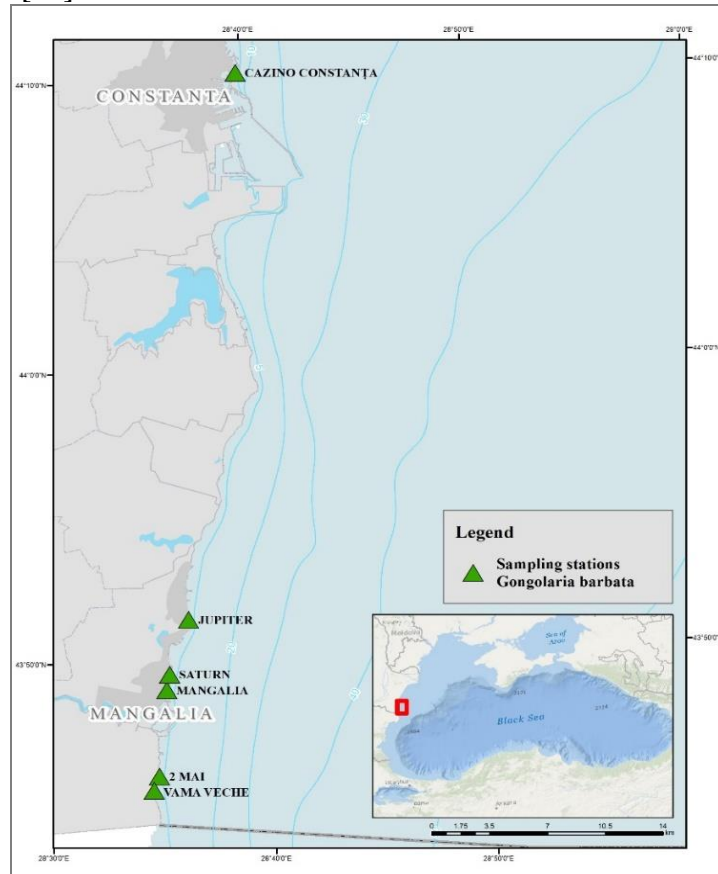 28°40'0"E
28°50'0"E
29°0'0"E
44°10'0"N
44°10'0"N
CAZINO CONSTANȚA
CONSTANTA
44°0'0"N
44°0'0"N
JUPITER
43°50'0"N
43°50'0"N
SATURN
MANGALIA
MANGALIA
2 MAI
VAMA VECHE
Legend
Sampling stations
Gongolaria barbata
Sea of
Azov
Black Sea
0 1.75 3.5 7 10.5 14
km
28°30'0"E
28°40'0"E
28°50'0"E